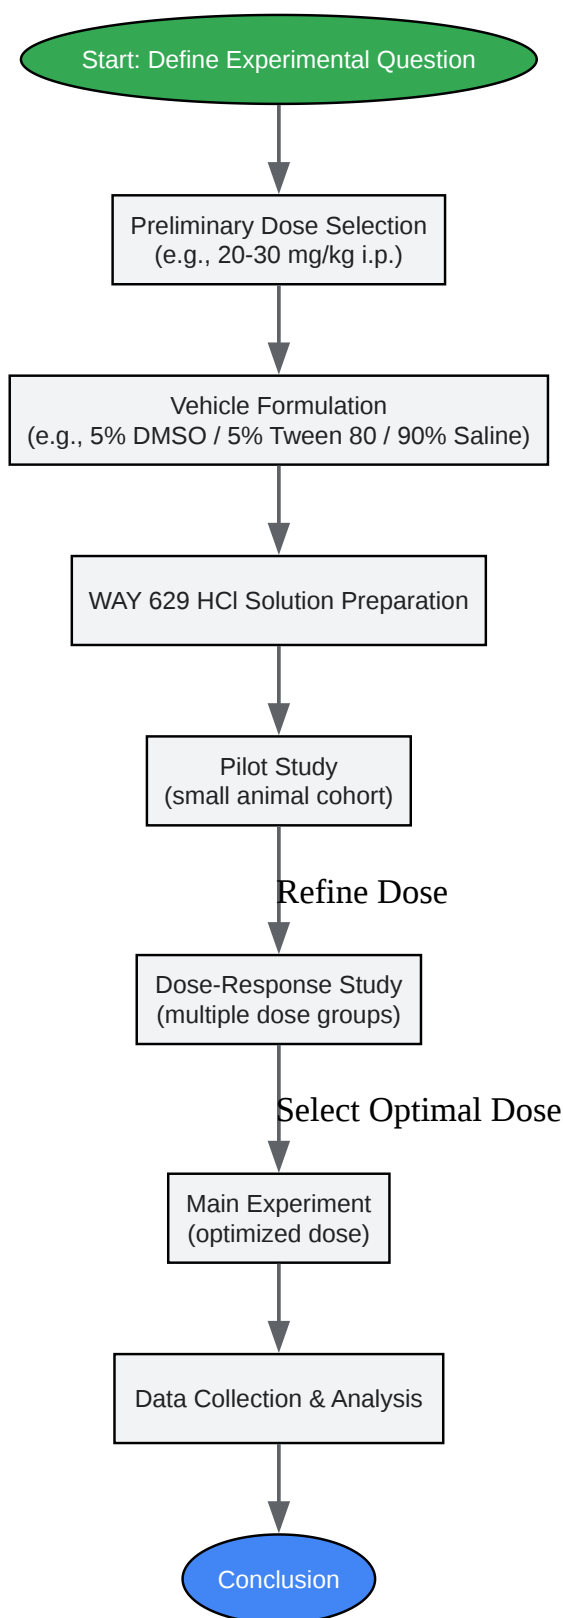 Start: Define Experimental Question
Preliminary Dose Selection
(e.g., 20-30 mg/kg i.p.)
Vehicle Formulation
(e.g., 5% DMSO / 5% Tween 80 / 90% Saline)
WAY 629 HCl Solution Preparation
Pilot Study
(small animal cohort)
Refine Dose
Dose-Response Study
(multiple dose groups)
Select Optimal Dose
Main Experiment
(optimized dose)
Data Collection & Analysis
Conclusion